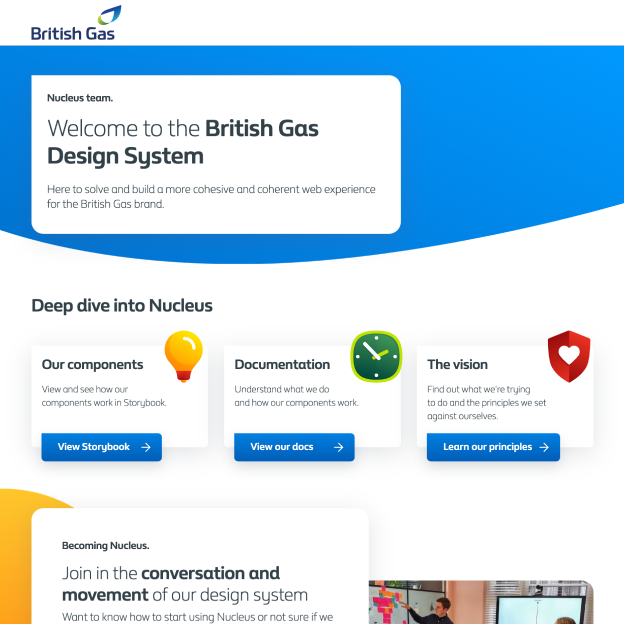 British Gas
Nucleus team.
Welcome to the British Gas
Design System
Here to solve and build a more cohesive and coherent web experience
for the British Gas brand.
Deep dive into Nucleus
Our components
View and see how our
components work in Storybook.
View Storybook
Documentation
Understand what we do
and how our components work.
View our docs
The vision
Find out what we're trying
to do and the principles we set
against ourselves.
Learn our principles
Becoming Nucleus.
Join in the conversation and
movement of our design system
Want to know how to start using Nucleus or not sure if we